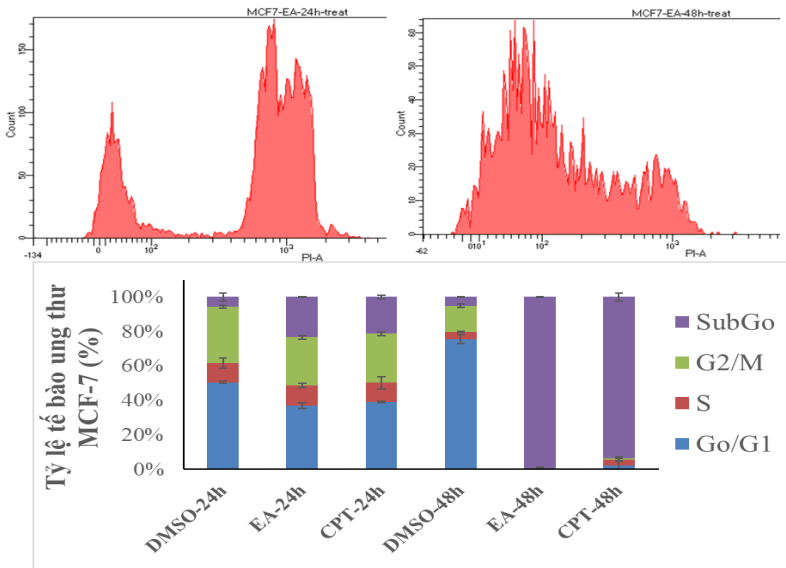 MCF7-EA-24h-treat
150
100
50
0
Count
-134
0
10²
10³
PI-A
MCF7-EA-48h-treat
60
50
40
30
20
10
0
Count
-62
010¹
10²
10³
PI-A
Tỷ lệ tế bào ung thư
MCF-7 (%)
100%
80%
60%
40%
20%
0%
DMSO-24h
EA-24h
CPT-24h
DMSO-48h
EA-48h
CPT-48h
SubGo
G2/M
S
Go/G1